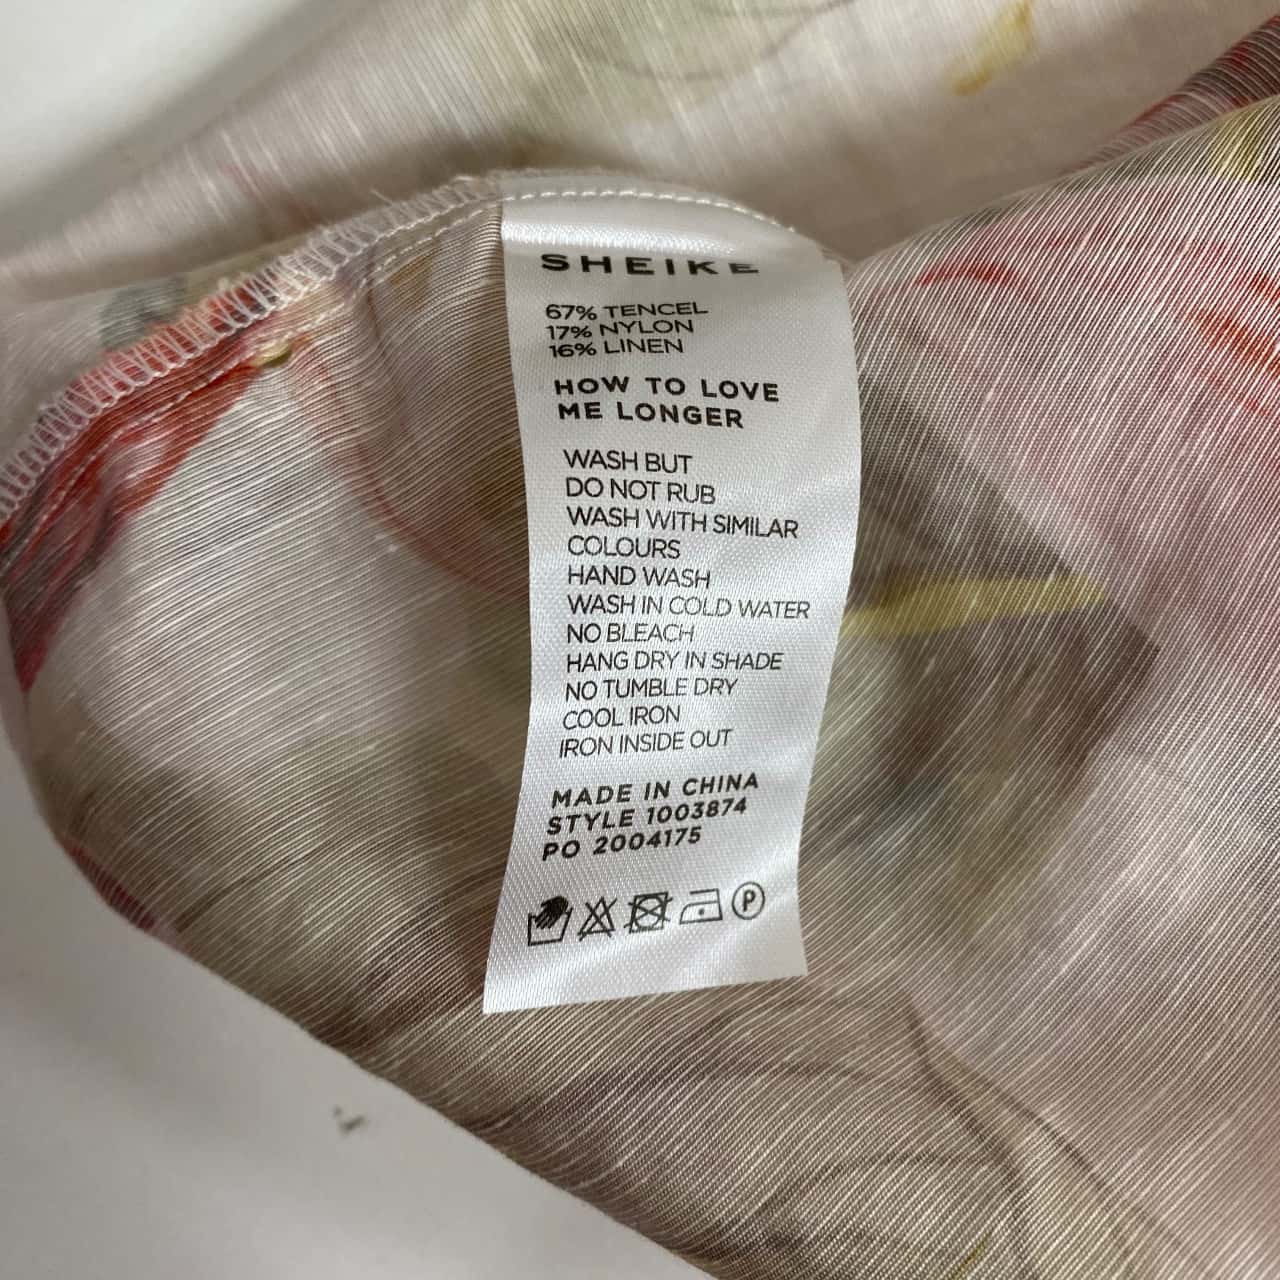 SHEIKE
67% TENCEL
17% NYLON
16% LINEN
HOW TO LOVE
ME LONGER
WASH BUT
DO NOT RUB
WASH WITH SIMILAR
COLOURS
HAND WASH
WASH IN COLD WATER
NO BLEACH
HANG DRY IN SHADE
NO TUMBLE DRY
COOL IRON
IRON INSIDE OUT
MADE IN CHINA
STYLE 1003874
PO 2004175
P